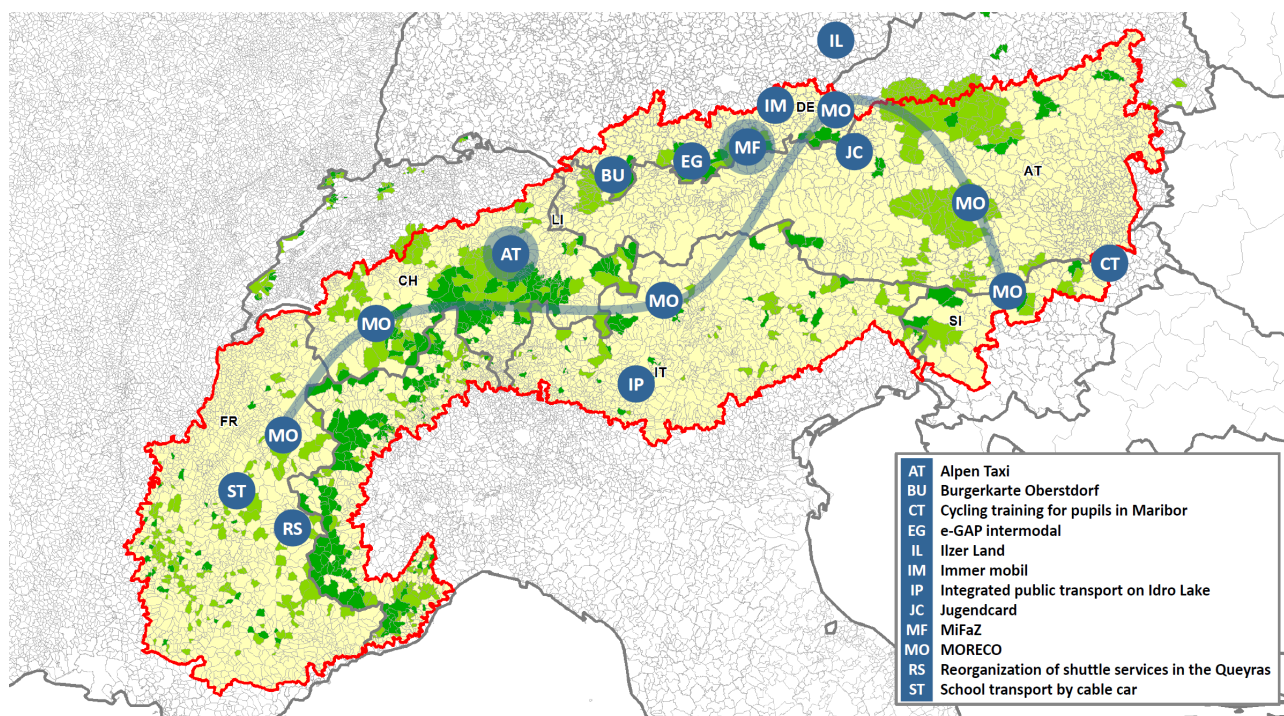 IL
IM
DE
MO
MF
EG
JC
BU
AT
MO
LI
AT
CT
CH
MO
MO
MO
SI
IP
IT
FR
MO
ST
RS
AT Alpen Taxi
BU Burgerkarte Oberstdorf
CT Cycling training for pupils in Maribor
EG e-GAP intermodal
IL Ilzer Land
IM Immer mobil
IP Integrated public transport on Idro Lake
JC Jugendcard
MF MiFaZ
MO MORECO
RS Reorganization of shuttle services in the Queyras
ST School transport by cable car